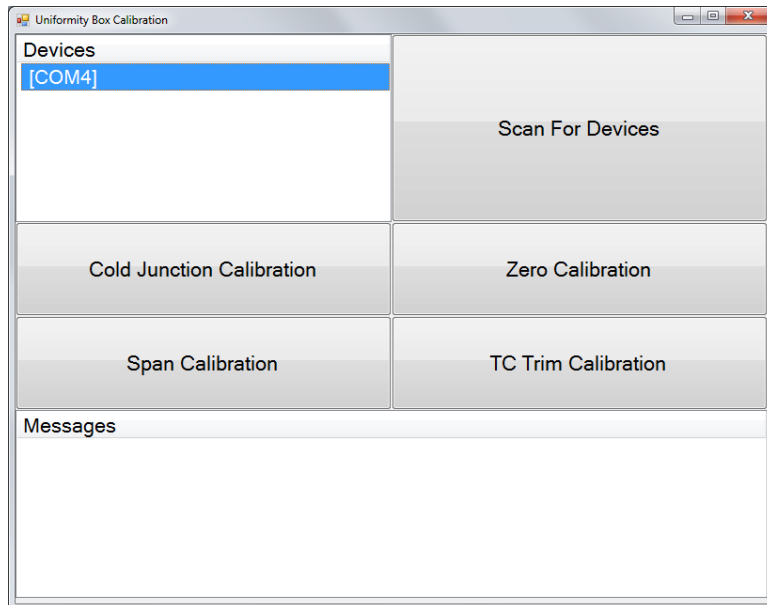 Uniformity Box Calibration
Devices
[COM4]
Scan For Devices
Cold Junction Calibration
Zero Calibration
Span Calibration
TC Trim Calibration
Messages